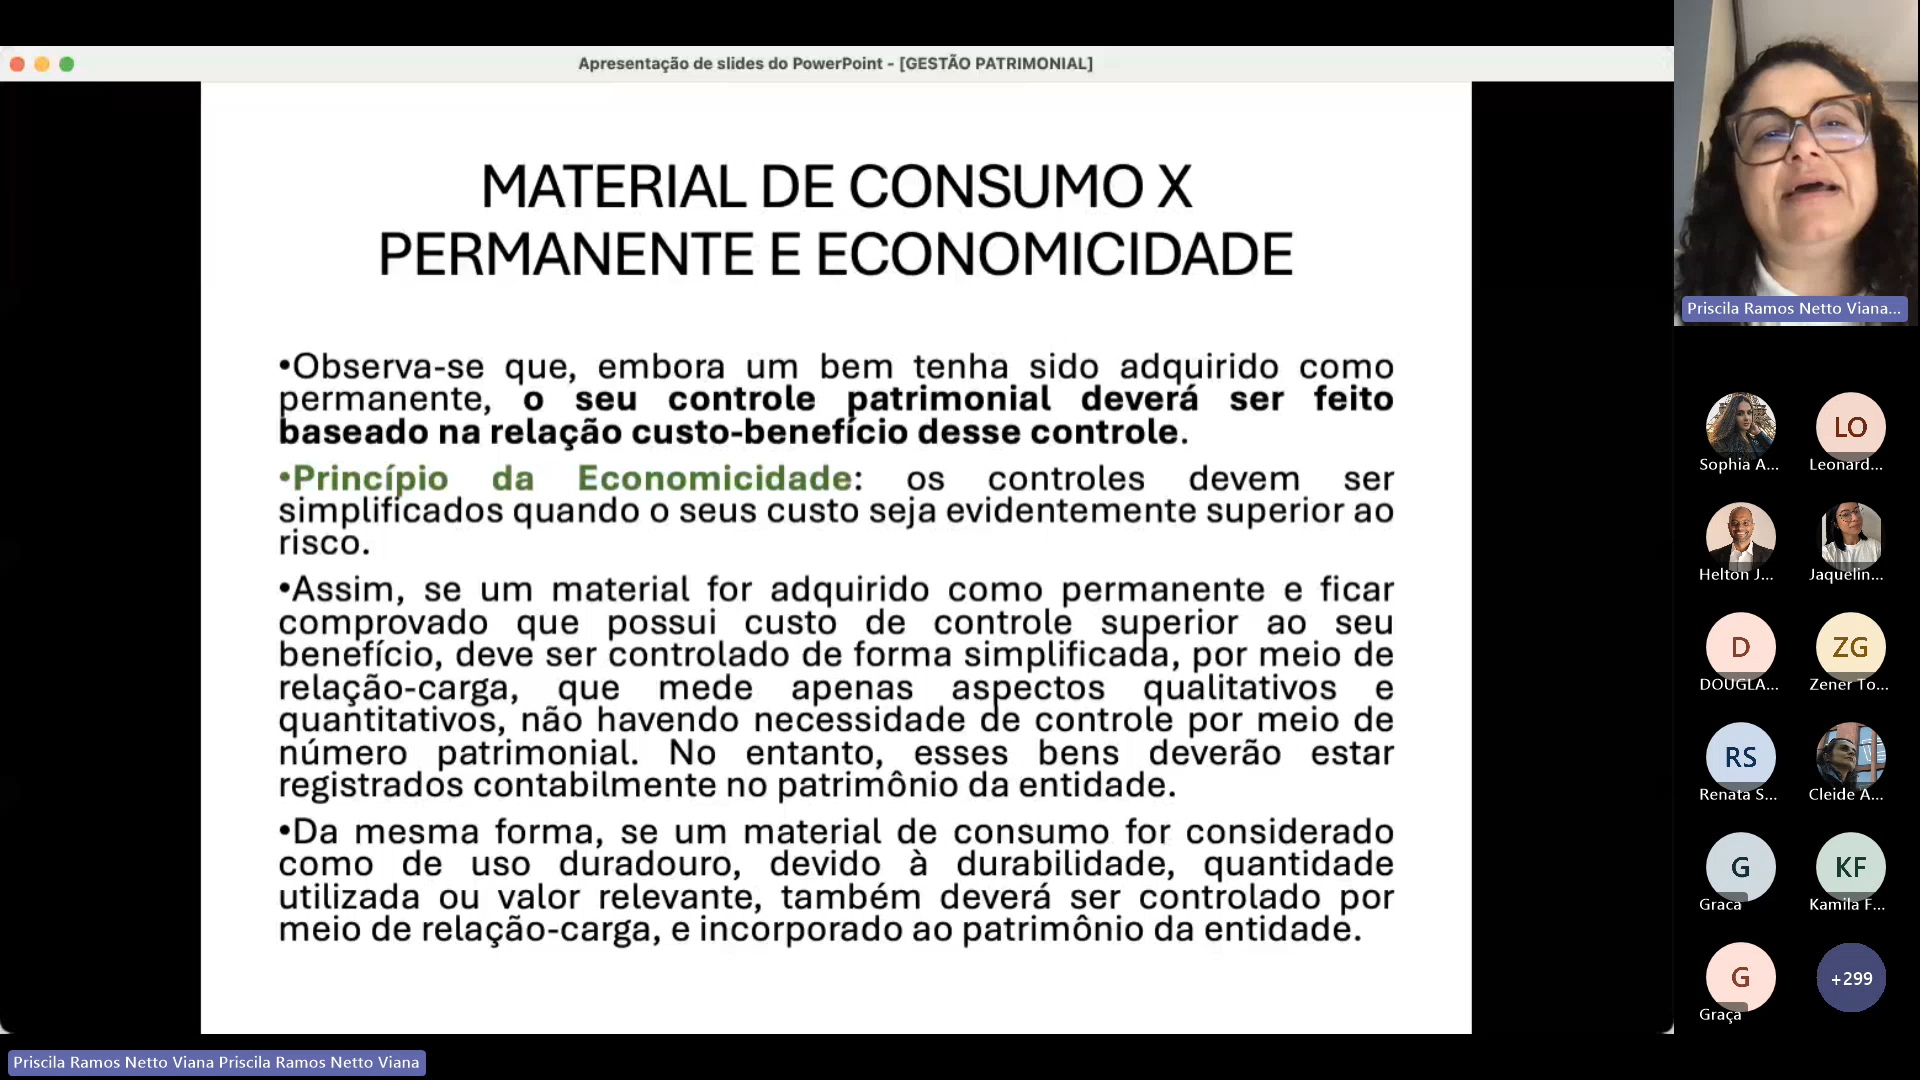 Apresentação de slides do PowerPoint - [GESTÃO PATRIMONIAL]
MATERIAL DE CONSUMO X
PERMANENTE E ECONOMICIDADE
•Observa-se que, embora um bem tenha sido adquirido como
permanente, o seu controle patrimonial deverá ser feito
baseado na relação custo-benefício desse controle.
•Princípio da Economicidade: os controles devem ser
simplificados quando o seus custo seja evidentemente superior ao
risco.
•Assim, se um material for adquirido como permanente e ficar
comprovado que possui custo de controle superior ao seu
benefício, deve ser controlado de forma simplificada, por meio de
relação-carga, que mede apenas aspectos qualitativos e
quantitativos, não havendo necessidade de controle por meio de
número patrimonial. No entanto, esses bens deverão estar
registrados contabilmente no patrimônio da entidade.
•Da mesma forma, se um material de consumo for considerado
como de uso duradouro, devido à durabilidade, quantidade
utilizada ou valor relevante, também deverá ser controlado por
meio de relação-carga, e incorporado ao patrimônio da entidade.
Priscila Ramos Netto Viana...
LO
Sophia A...
Leonard...
Helton J...
Jaquelin...
D
ZG
DOUGLA...
Zener To...
RS
Renata S...
Cleide A...
G
KF
Graca
Kamila F...
G
+299
Graça
Priscila Ramos Netto Viana Priscila Ramos Netto Viana